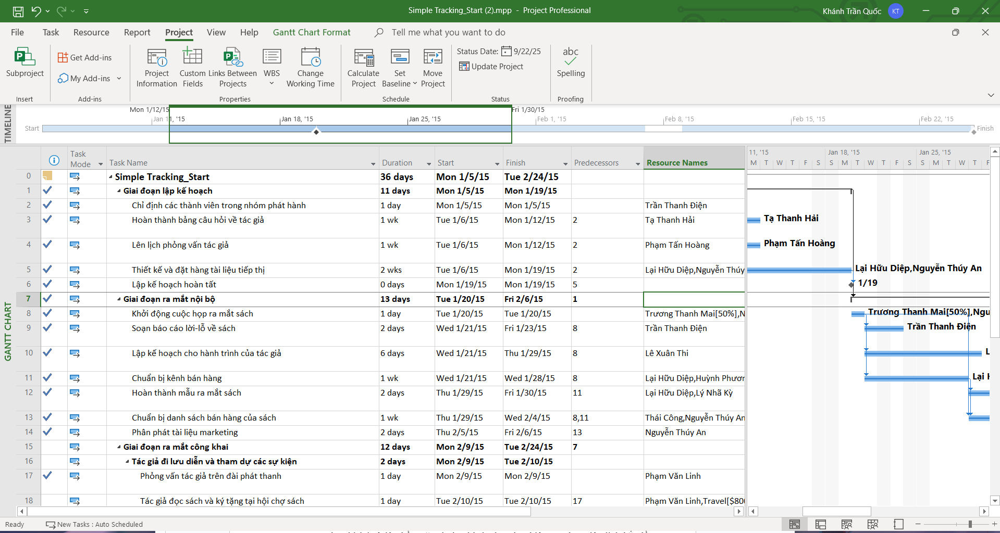 Simple Tracking_Start (2).mpp - Project Professional
Khánh Trần Quốc
KT
File Task Resource Report Project View Help Gantt Chart Format Tell me what you want to do
Subproject
Insert
Get Add-ins
My Add-ins
Add-ins
Project Information
Custom Fields
Links Between Projects
WBS
Change Working Time
Properties
Calculate Project
Set Baseline
Move Project
Schedule
Status Date: 9/22/25
Update Project
Status
abc
Spelling
Proofing
TIMELINE
Mon 1/12/15 Fri 1/30/15
Jan 11, '15 Jan 18, '15 Jan 25, '15 Feb 1, '15 Feb 8, '15 Feb 15, '15 Feb 22, '15
Start Finish
GANTT CHART
Task Mode Task Name Duration Start Finish Predecessors Resource Names
11, '15 Jan 18, '15 Jan 25, '15
M T W T F S S M T W T F S S M T W T F
0 Simple Tracking_Start 36 days Mon 1/5/15 Tue 2/24/15
1 Giai đoạn lập kế hoạch 11 days Mon 1/5/15 Mon 1/19/15
2 Chỉ định các thành viên trong nhóm phát hành 1 day Mon 1/5/15 Mon 1/5/15 Trần Thanh Điện
3 Hoàn thành bảng câu hỏi về tác giả 1 wk Tue 1/6/15 Mon 1/12/15 2 Tạ Thanh Hải Tạ Thanh Hải
4 Lên lịch phỏng vấn tác giả 1 wk Tue 1/6/15 Mon 1/12/15 2 Phạm Tấn Hoàng Phạm Tấn Hoàng
5 Thiết kế và đặt hàng tài liệu tiếp thị 2 wks Tue 1/6/15 Mon 1/19/15 2 Lại Hữu Diệp,Nguyễn Thúy Lại Hữu Diệp,Nguyễn Thúy An
6 Lập kế hoạch hoàn tất 0 days Mon 1/19/15 Mon 1/19/15 5 1/19
7 Giai đoạn ra mắt nội bộ 13 days Tue 1/20/15 Fri 2/6/15 1
8 Khởi động cuộc họp ra mắt sách 1 day Tue 1/20/15 Tue 1/20/15 Trương Thanh Mai[50%],N Trương Thanh Mai[50%],Ngu
9 Soạn báo cáo lời-lỗ về sách 2 days Wed 1/21/15 Fri 1/23/15 8 Trần Thanh Điện Trần Thanh Điện
10 Lập kế hoạch cho hành trình của tác giả 6 days Wed 1/21/15 Thu 1/29/15 8 Lê Xuân Thi L
11 Chuẩn bị kênh bán hàng 1 wk Wed 1/21/15 Wed 1/28/15 8 Lại Hữu Diệp,Huỳnh Phươn Lại H
12 Hoàn thành mẫu ra mắt sách 2 days Thu 1/29/15 Fri 1/30/15 11 Lại Hữu Diệp,Lý Nhã Kỳ
13 Chuẩn bị danh sách bán hàng của sách 1 wk Thu 1/29/15 Wed 2/4/15 8,11 Thái Công,Nguyễn Thúy An
14 Phân phát tài liệu marketing 2 days Thu 2/5/15 Fri 2/6/15 13 Nguyễn Thúy An
15 Giai đoạn ra mắt công khai 12 days Mon 2/9/15 Tue 2/24/15 7
16 Tác giả đi lưu diễn và tham dự các sự kiện 2 days Mon 2/9/15 Tue 2/10/15
17 Phỏng vấn tác giả trên đài phát thanh 1 day Mon 2/9/15 Mon 2/9/15 Phạm Văn Linh
18 Tác giả đọc sách và ký tặng tại hội chợ sách 1 day Tue 2/10/15 Tue 2/10/15 17 Phạm Văn Linh,Travel[$80
Ready New Tasks : Auto Scheduled